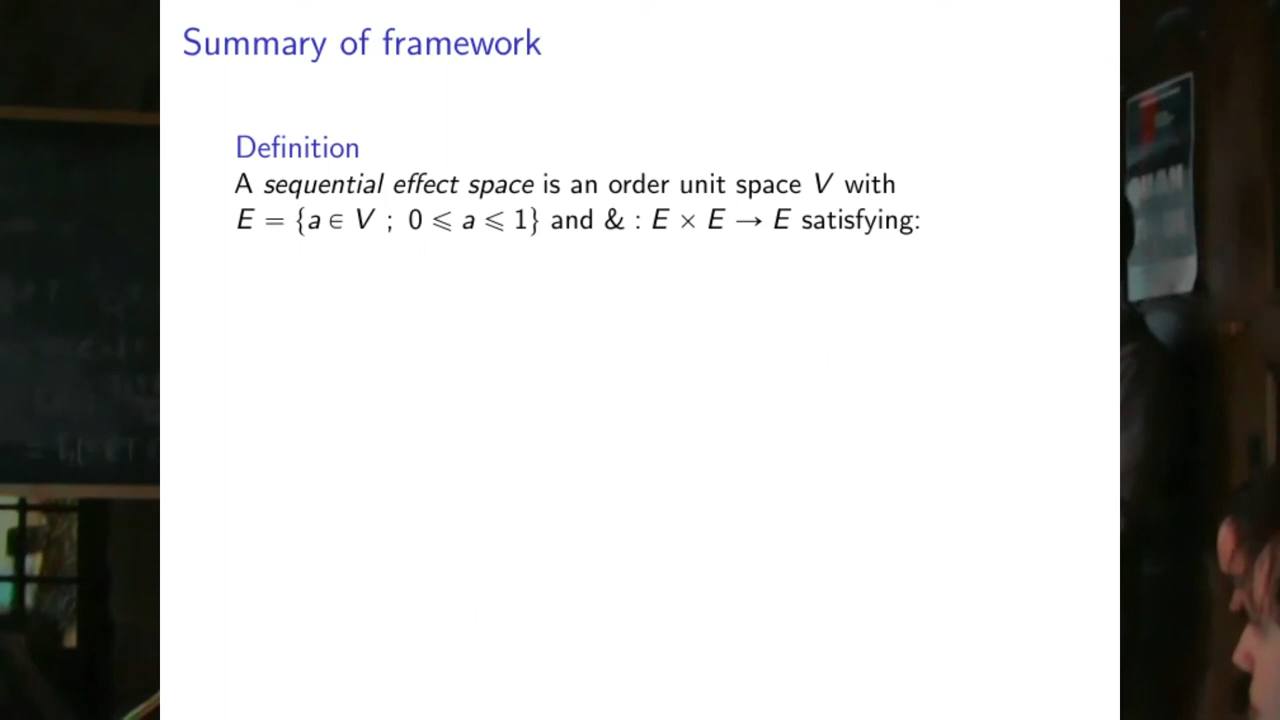 Summary of framework
Definition
A sequential effect space is an order unit space V with
E = {a ∈ V ; 0 ⩽ a ⩽ 1} and & : E × E → E satisfying: